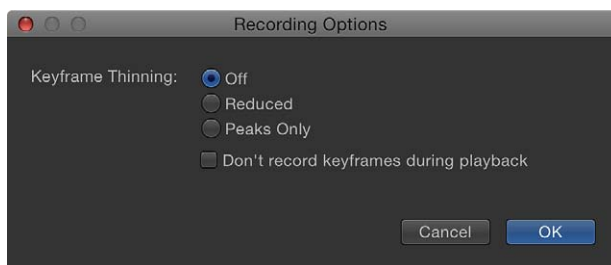 Recording Options
Keyframe Thinning: Off
Reduced
Peaks Only
Don't record keyframes during playback
Cancel OK